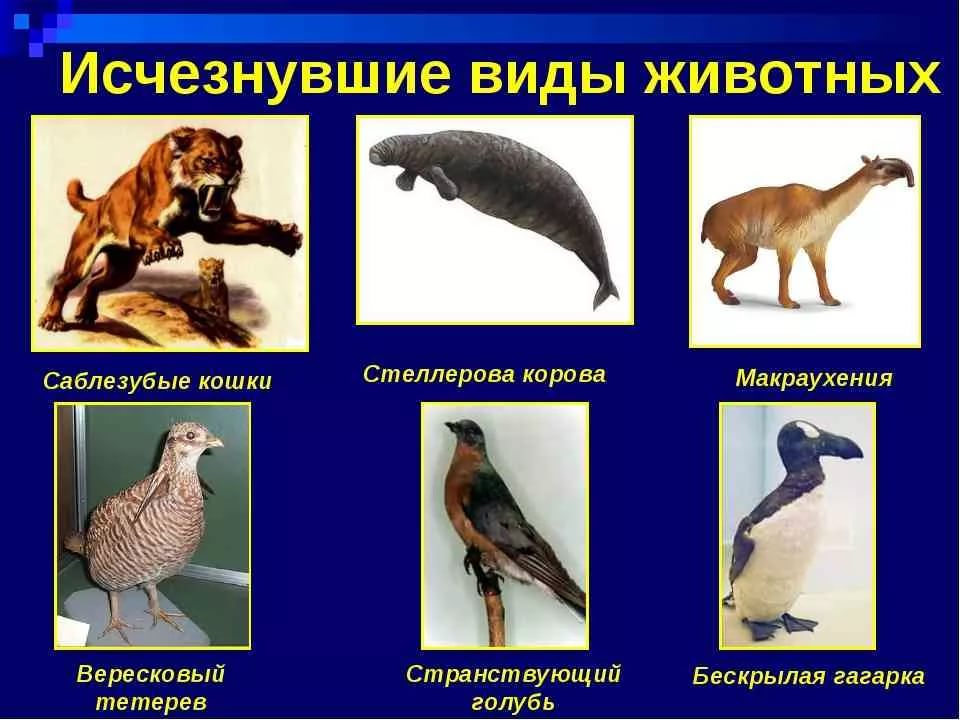 Исчезнувшие виды животных
Саблезубые кошки
Стеллерова корова
Макраухения
Вересковый
тетерев
Странствующий
голубь
Бескрылая гагарка